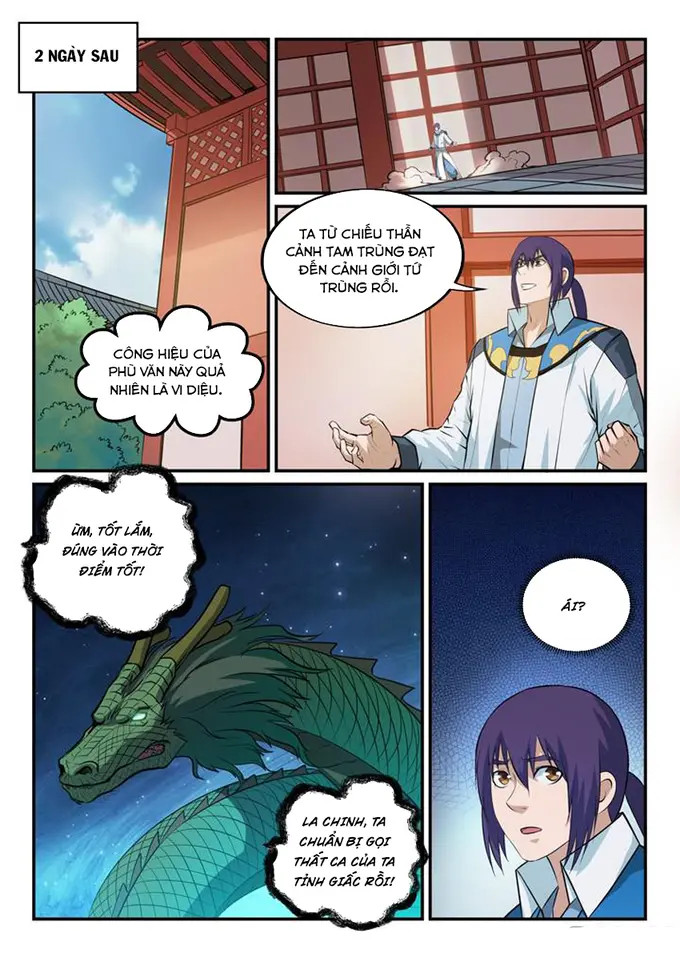 2 NGÀY SAU
TA TỪ CHIẾU THẦN
CẢNH TAM TRÙNG ĐẠT
ĐẾN CẢNH GIỚI TỨ
TRÙNG RỒI.
CÔNG HIỆU CỦA
PHÙ VĂN NÀY QUẢ
NHIÊN LÀ VI DIỆU.
ỪM, TỐT LẮM,
ĐÚNG VÀO THỜI
ĐIỂM TỐT!
ÁI?
LA CHINH, TA
CHUẨN BỊ GỌI
THẤT CA CỦA TA
TỈNH GIẤC RỒI!